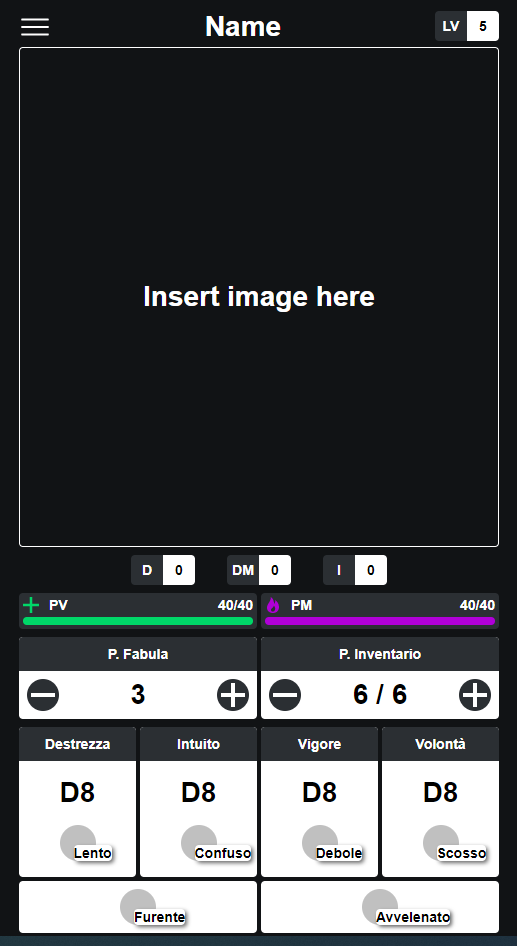 Name
LV 5
Insert image here
D 0 DM 0 I 0
PV 40/40 PM 40/40
P. Fabula P. Inventario
3 6 / 6
Destrezza Intuito Vigore Volontà
D8 D8 D8 D8
Lento Confuso Debole Scosso
Furente Avvelenato